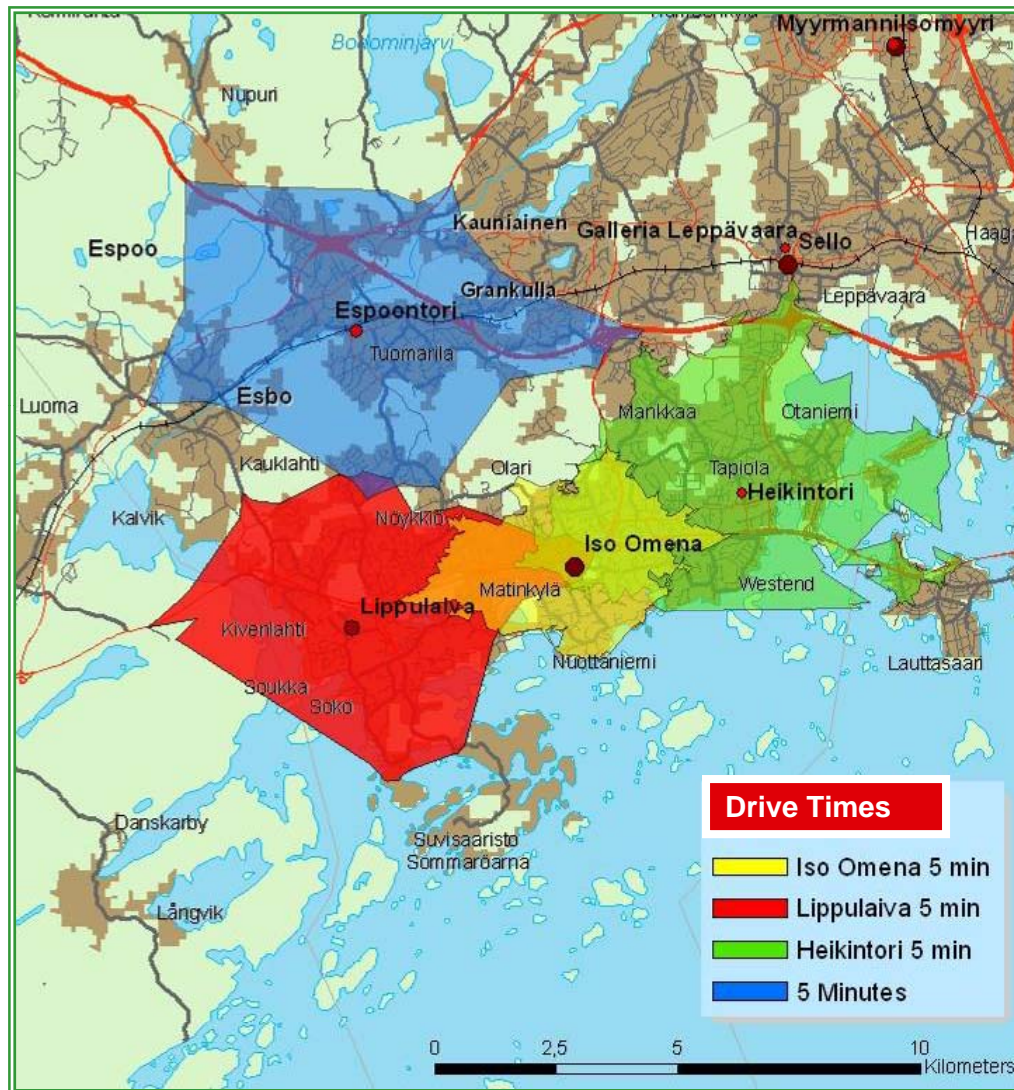 Myyrmanni
Isomyyri
Bodominjärvi
Nupuri
Kauniainen
Galleria Leppävaara
Sello
Haaga
Espoo
Grankulla
Leppävaara
Espoontori
Tuomarila
Luoma
Esbo
Mankkaa
Otaniemi
Kauklahti
Olari
Tapiola
Kalvik
Nöykkiö
Heikintori
Iso Omena
Matinkylä
Westend
Lippulaiva
Kivenlahti
Nuottaniemi
Lauttasaari
Soukka
Soko
Danskarby
Suvisaaristo
Sommaröarna
Långvik
Drive Times
Iso Omena 5 min
Lippulaiva 5 min
Heikintori 5 min
5 Minutes
0 2,5 5 10
Kilometers